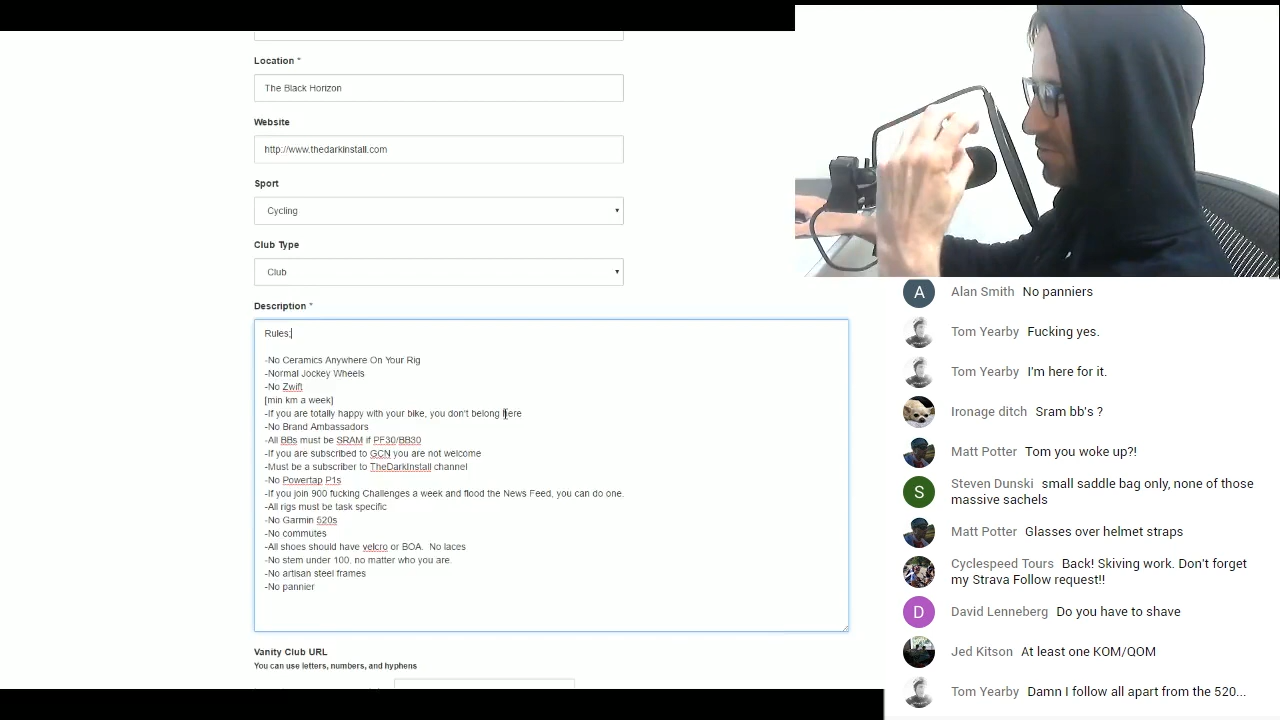 Location *
The Black Horizon
Website
http://www.thedarkinstall.com
Sport
Cycling
Club Type
Club
Description *
Rules;
-No Ceramics Anywhere On Your Rig
-Normal Jockey Wheels
-No Zwift
[min km a week]
-If you are totally happy with your bike, you don't belong here
-No Brand Ambassadors
-All BBs must be SRAM if PF30/BB30
-If you are subscribed to GCN you are not welcome
-Must be a subscriber to TheDarkInstall channel
-No Powertap P1s
-If you join 900 fucking Challenges a week and flood the News Feed, you can do one.
-All rigs must be task specific
-No Garmin 520s
-No commutes
-All shoes should have velcro or BOA.  No laces
-No stem under 100, no matter who you are.
-No artisan steel frames
-No pannier
Vanity Club URL
You can use letters, numbers, and hyphens
A
Alan Smith No panniers
Tom Yearby Fucking yes.
Tom Yearby I'm here for it.
Ironage ditch Sram bb's ?
Matt Potter Tom you woke up?!
S
Steven Dunski small saddle bag only, none of those
massive sachels
Matt Potter Glasses over helmet straps
Cyclespeed Tours Back! Skiving work. Don't forget
my Strava Follow request!!
D
David Lenneberg Do you have to shave
Jed Kitson At least one KOM/QOM
Tom Yearby Damn I follow all apart from the 520...